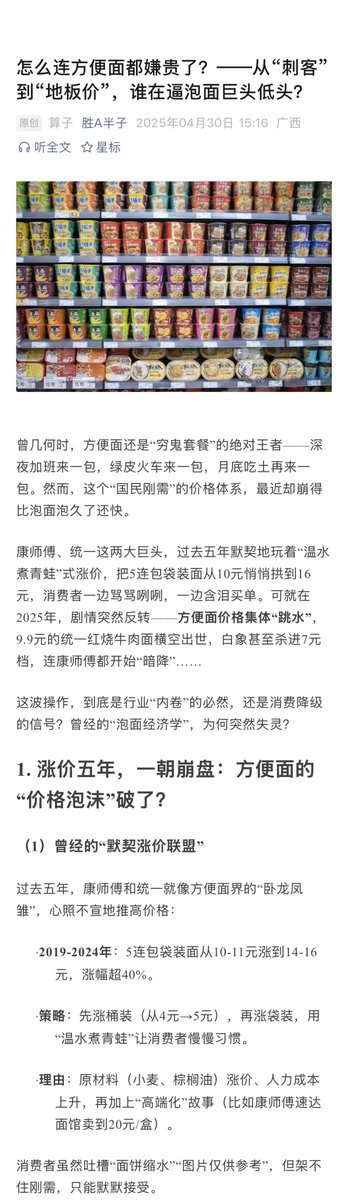 怎么连方便面都嫌贵了？——从“刺客”
到“地板价”，谁在逼泡面巨头低头？
原创 算子 胜A半子 2025年04月30日 15:16 广西
听全文 星标
曾几何时，方便面还是“穷鬼套餐”的绝对王者——深
夜加班来一包，绿皮火车来一包，月底吃土再来一
包。然而，这个“国民刚需”的价格体系，最近却崩得
比泡面泡久了还快。
康师傅、统一这两大巨头，过去五年默契地玩着“温水
煮青蛙”式涨价，把5连包袋装面从10元悄悄拱到16
元，消费者一边骂骂咧咧，一边含泪买单。可就在
2025年，剧情突然反转——方便面价格集体“跳水”，
9.9元的统一红烧牛肉面横空出世，白象甚至杀进7元
档，连康师傅都开始“暗降”……
这波操作，到底是行业“内卷”的必然，还是消费降级
的信号？曾经的“泡面经济学”，为何突然失灵？
1. 涨价五年，一朝崩盘：方便面的
“价格泡沫”破了？
（1）曾经的“默契涨价联盟”
过去五年，康师傅和统一就像方便面界的“卧龙凤
雏”，心照不宣地推高价格：
·2019-2024年：5连包袋装面从10-11元涨到14-16
元，涨幅超40%。
·策略：先涨桶装（从4元→5元），再涨袋装，用
“温水煮青蛙”让消费者慢慢习惯。
·理由：原材料（小麦、棕榈油）涨价、人力成本
上升，再加上“高端化”故事（比如康师傅速达
面馆卖到20元/盒）。
消费者虽然吐槽“面饼缩水”“图片仅供参考”，但架不
住刚需，只能默默接受。